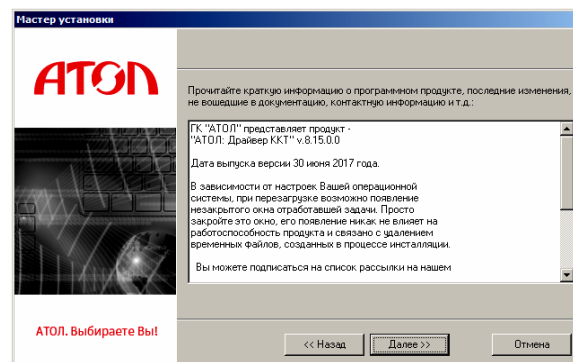 Мастер установки
АТОЛ
Прочитайте краткую информацию о программном продукте, последние изменения,
не вошедшие в документацию, контактную информацию и т.д.:
ГК "АТОЛ" представляет продукт -
"АТОЛ: Драйвер ККТ" v.8.15.0.0
Дата выпуска версии 30 июня 2017 года.
В зависимости от настроек Вашей операционной
системы, при перезагрузке возможно появление
незакрытого окна отработавшей задачи. Просто
закройте это окно, его появление никак не влияет на
работоспособность продукта и связано с удалением
временных файлов, созданных в процессе инсталляции.
Вы можете подписаться на список рассылки на нашем
АТОЛ. Выбираете Вы!
<< Назад
Далее >>
Отмена